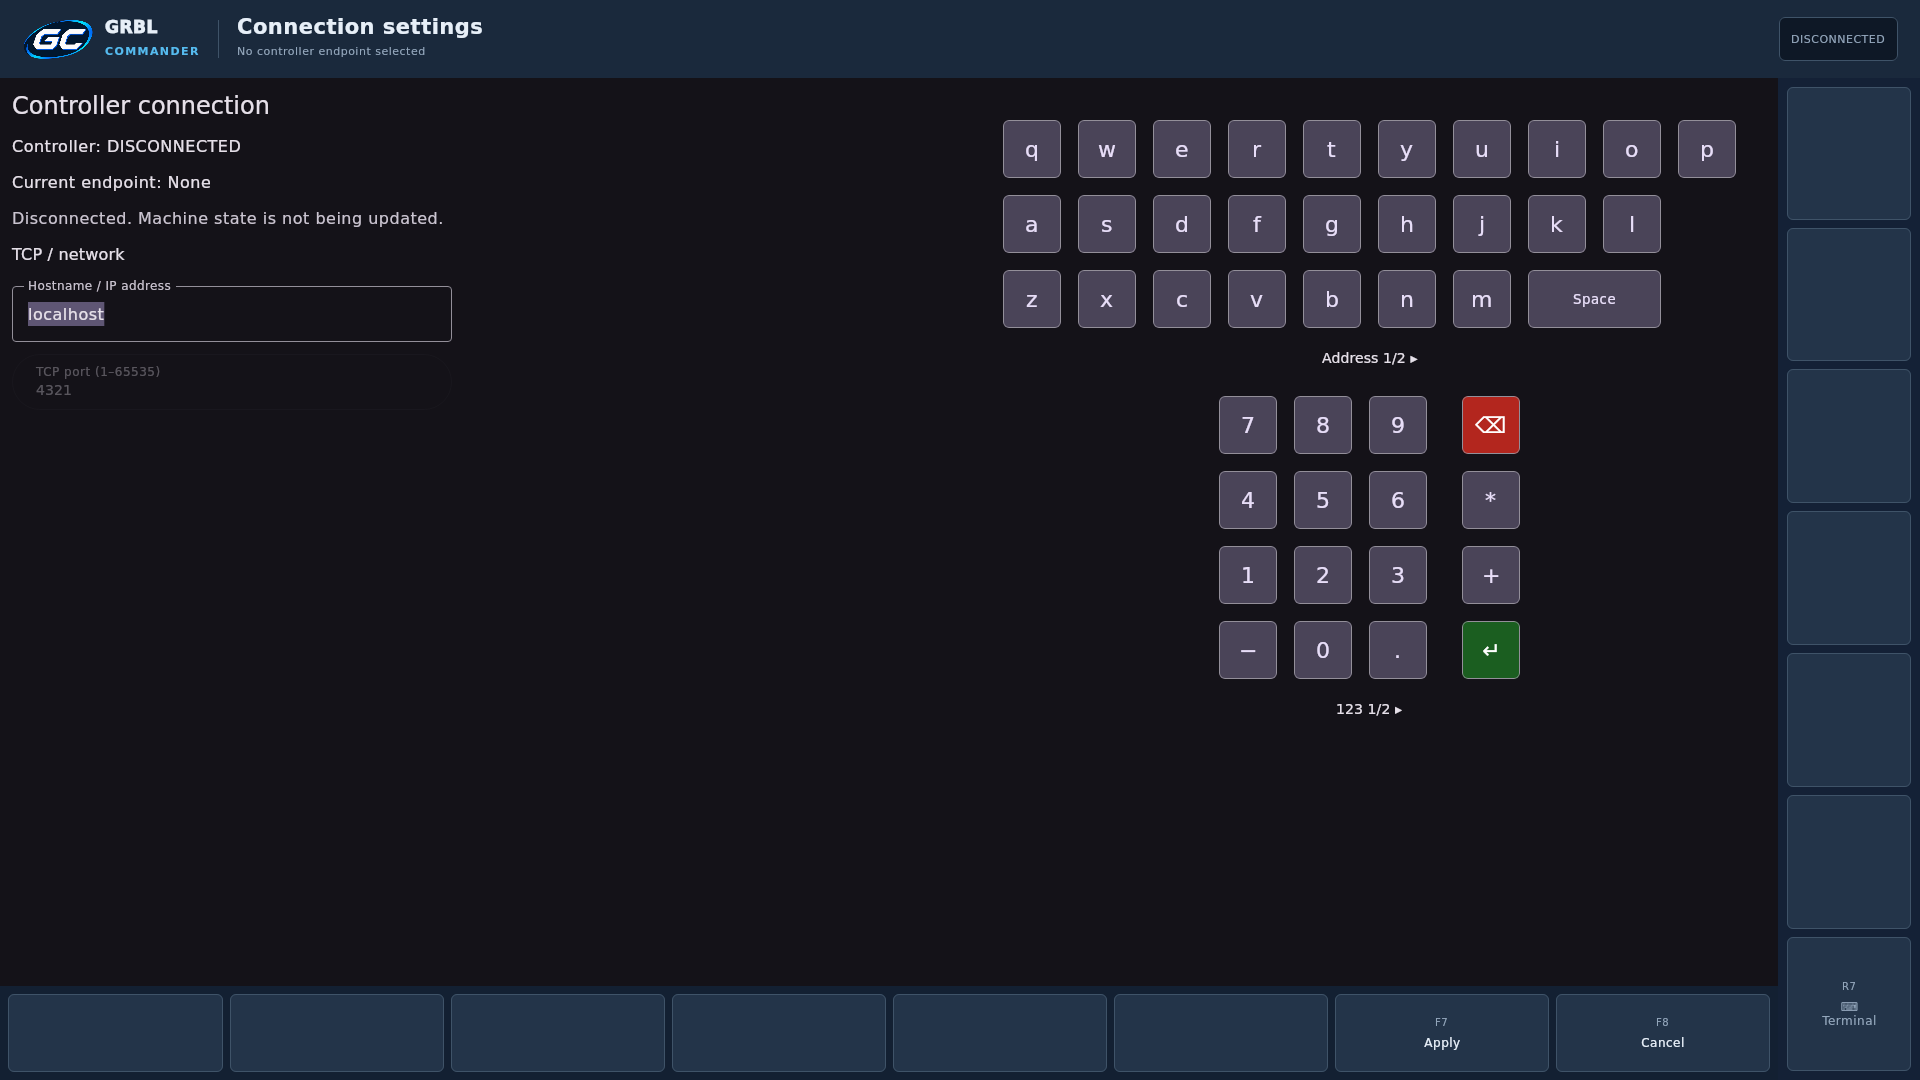 GC
GRBL
COMMANDER
Connection settings
No controller endpoint selected
DISCONNECTED
Controller connection
Controller: DISCONNECTED
Current endpoint: None
Disconnected. Machine state is not being updated.
TCP / network
Hostname / IP address
localhost
TCP port (1–65535)
4321
q w e r t y u i o p
a s d f g h j k l
z x c v b n m Space
Address 1/2 ▸
7 8 9 ⌫
4 5 6 *
1 2 3 +
− 0 . ↵
123 1/2 ▸
F7
Apply
F8
Cancel
R7
⌨
Terminal